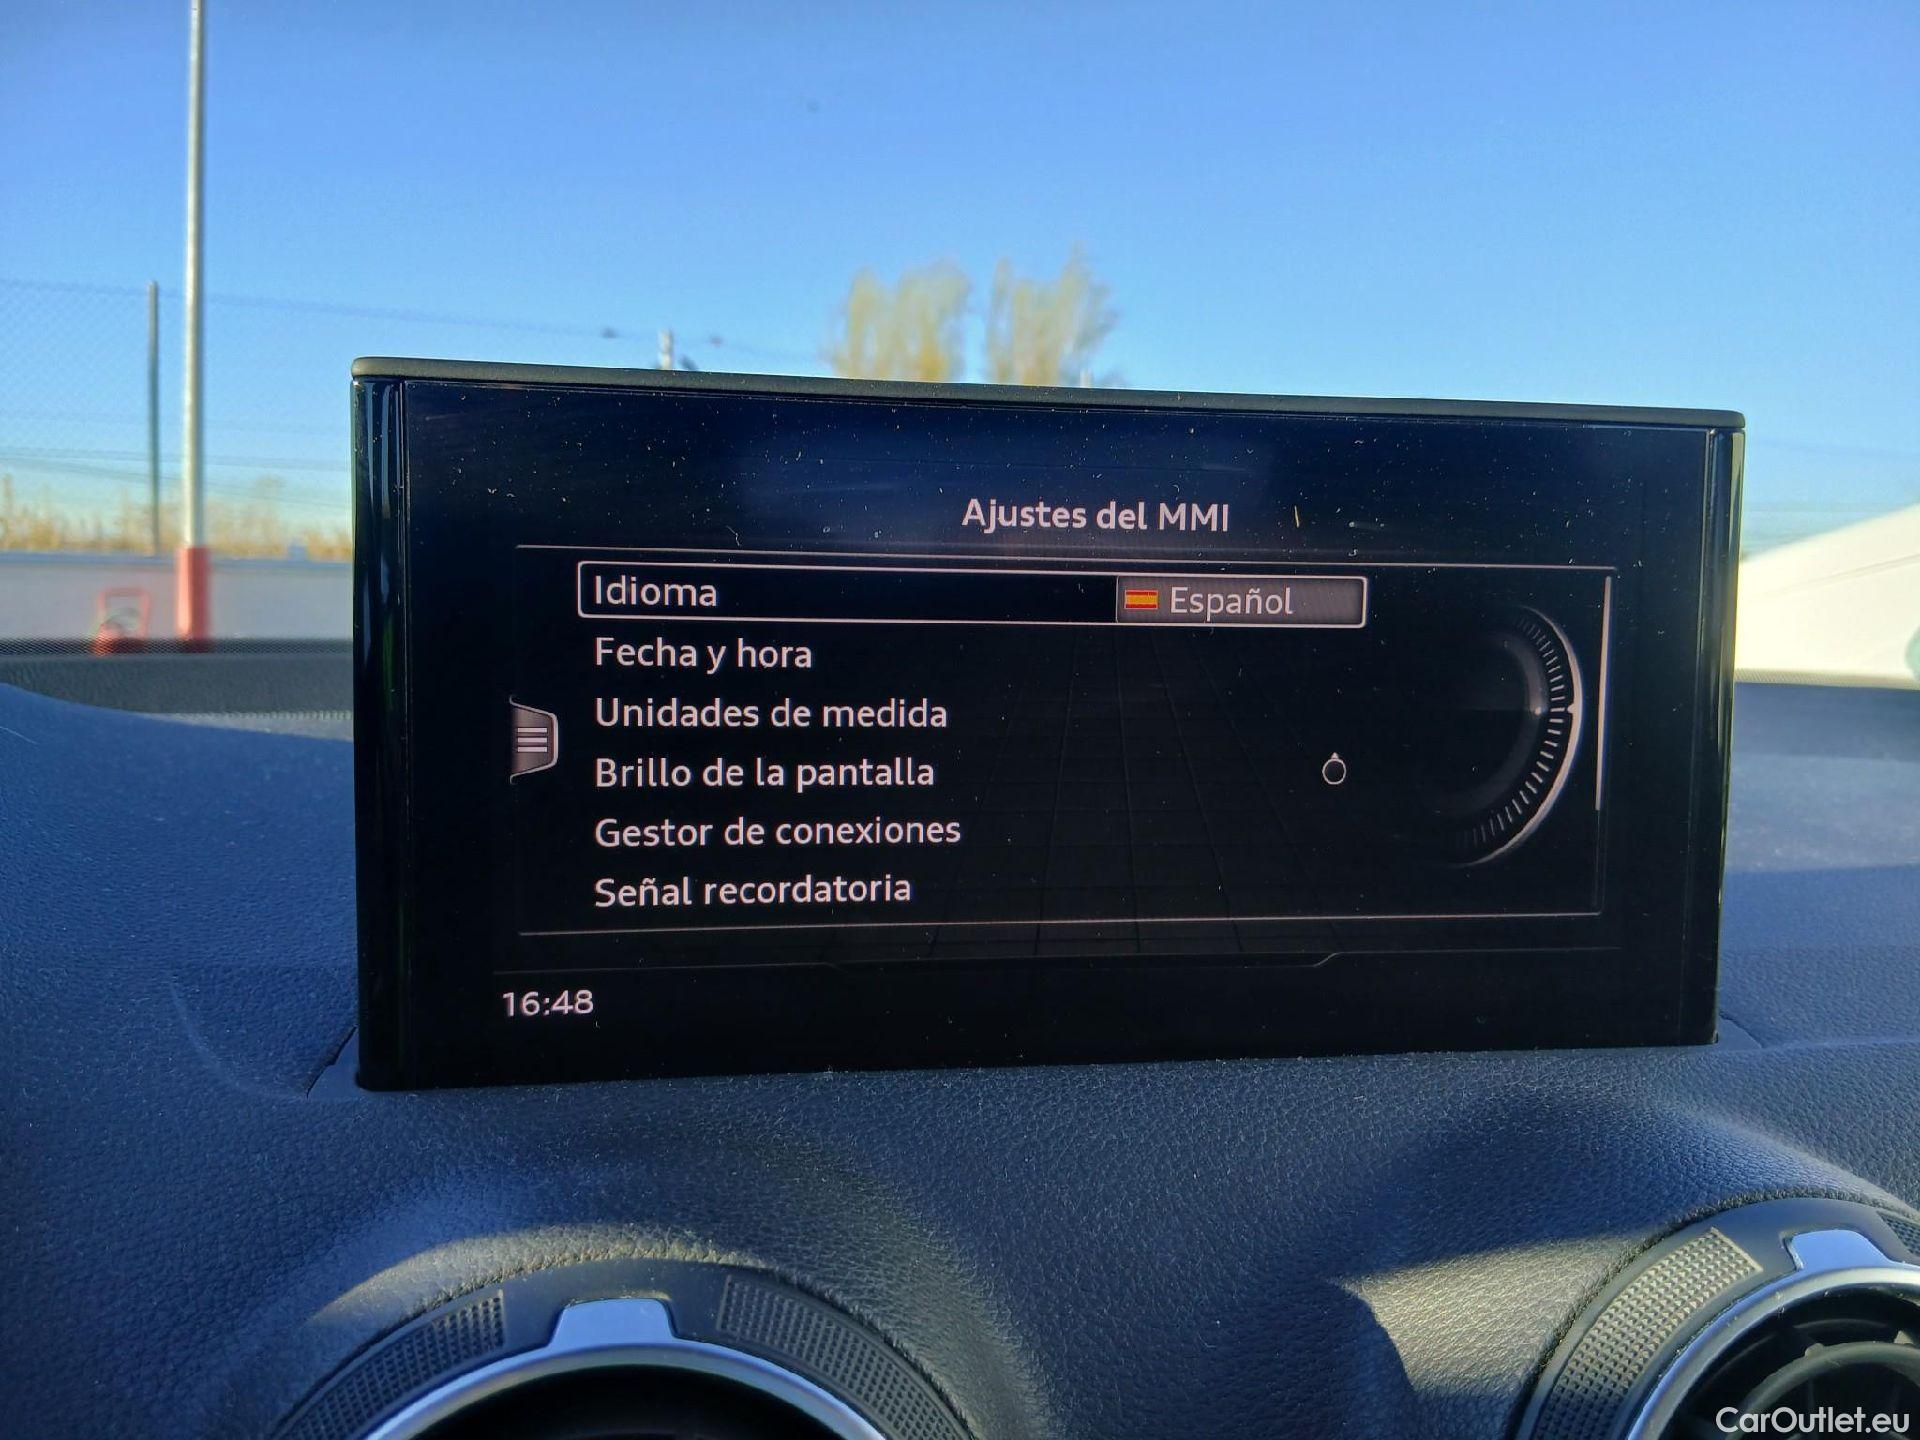 Ajustes del MMI
Idioma Español
Fecha y hora
Unidades de medida
Brillo de la pantalla
Gestor de conexiones
Señal recordatoria
16:48
CarOutlet.eu